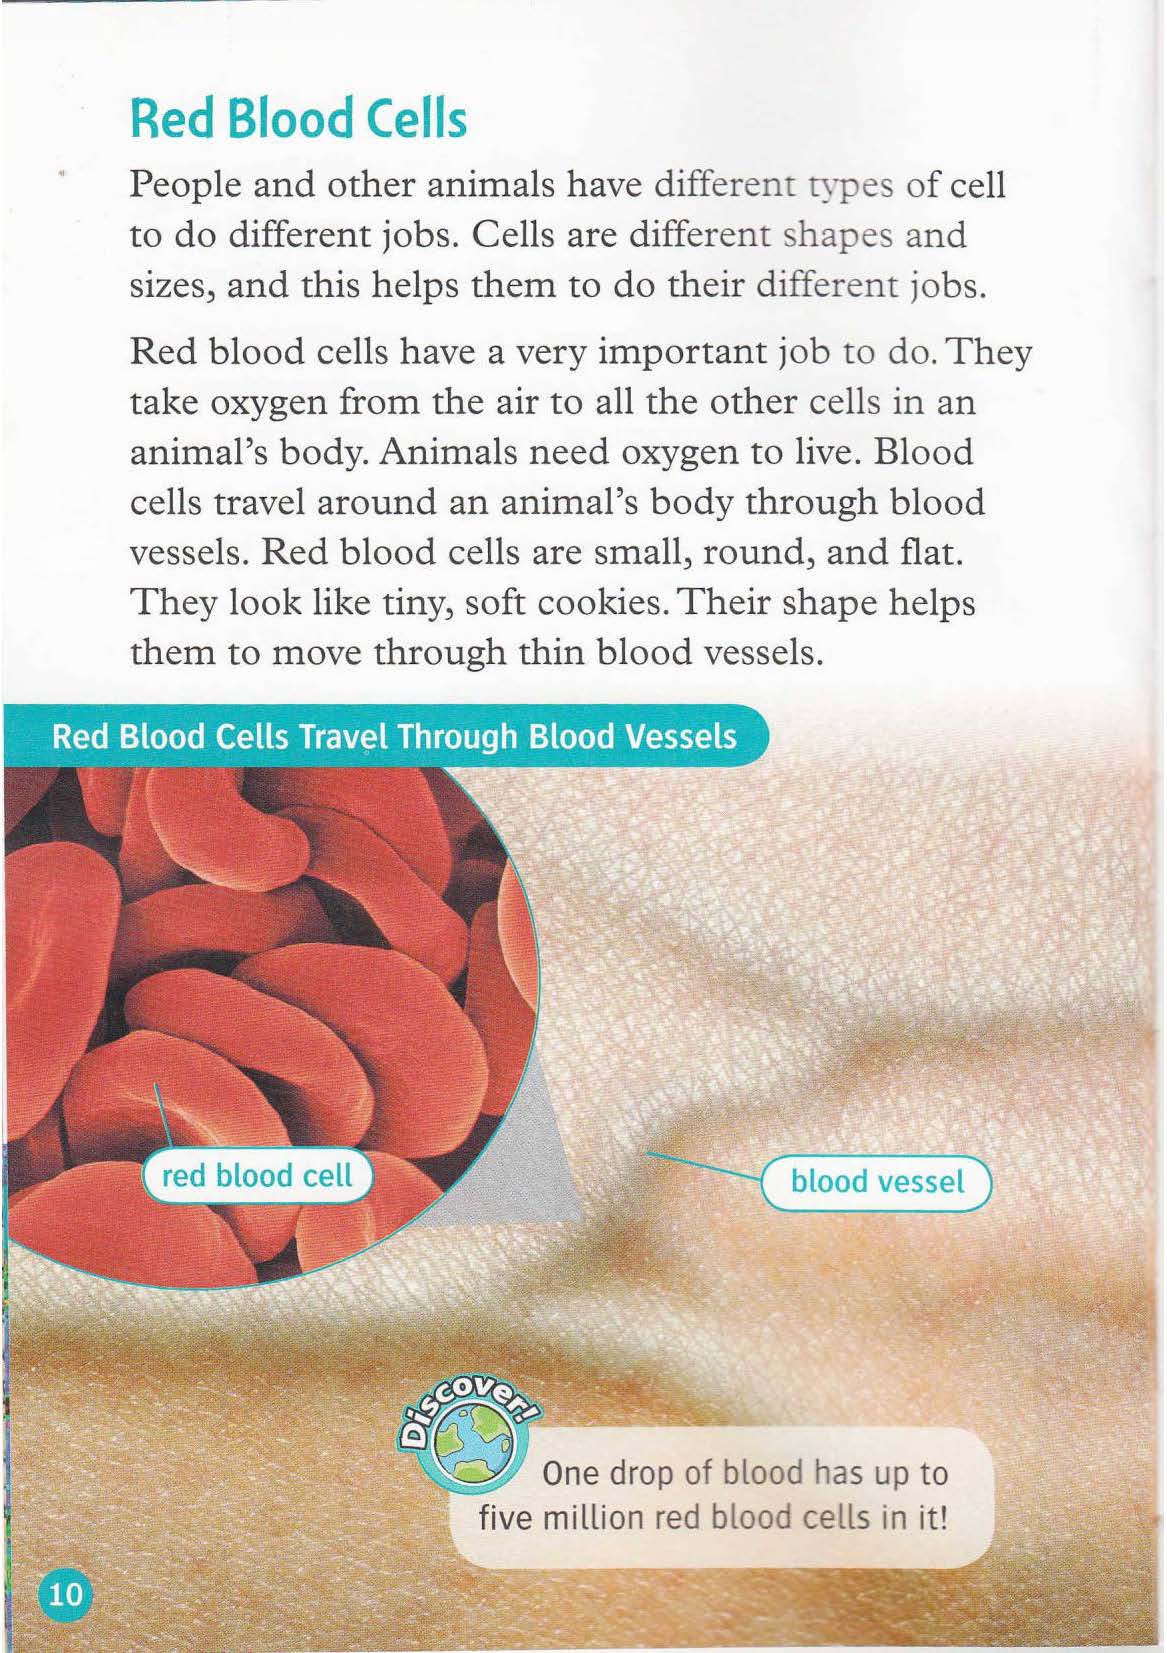 Red Blood Cells
People and other animals have different types of cell
to do different jobs. Cells are different shapes and
sizes, and this helps them to do their different jobs.
Red blood cells have a very important job to do. They
take oxygen from the air to all the other cells in an
animal's body. Animals need oxygen to live. Blood
cells travel around an animal's body through blood
vessels. Red blood cells are small, round, and flat.
They look like tiny, soft cookies. Their shape helps
them to move through thin blood vessels.
Red Blood Cells Travel Through Blood Vessels
red blood cell
blood vessel
Discover!
One drop of blood has up to
five million red blood cells in it!
10